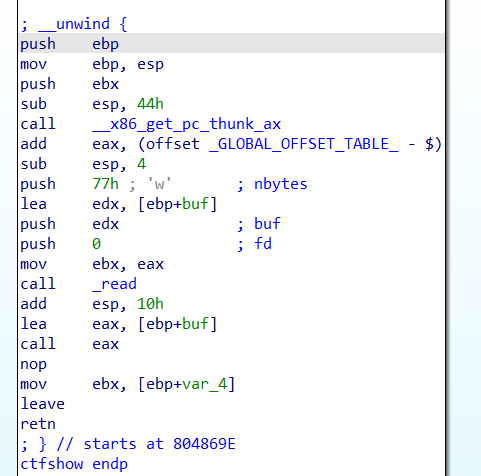 ; __unwind {
push ebp
mov ebp, esp
push ebx
sub esp, 44h
call __x86_get_pc_thunk_ax
add eax, (offset _GLOBAL_OFFSET_TABLE_ - $)
sub esp, 4
push 77h ; 'w' ; nbytes
lea edx, [ebp+buf]
push edx ; buf
push 0 ; fd
mov ebx, eax
call _read
add esp, 10h
lea eax, [ebp+buf]
call eax
nop
mov ebx, [ebp+var_4]
leave
retn
; } // starts at 804869E
ctfshow endp